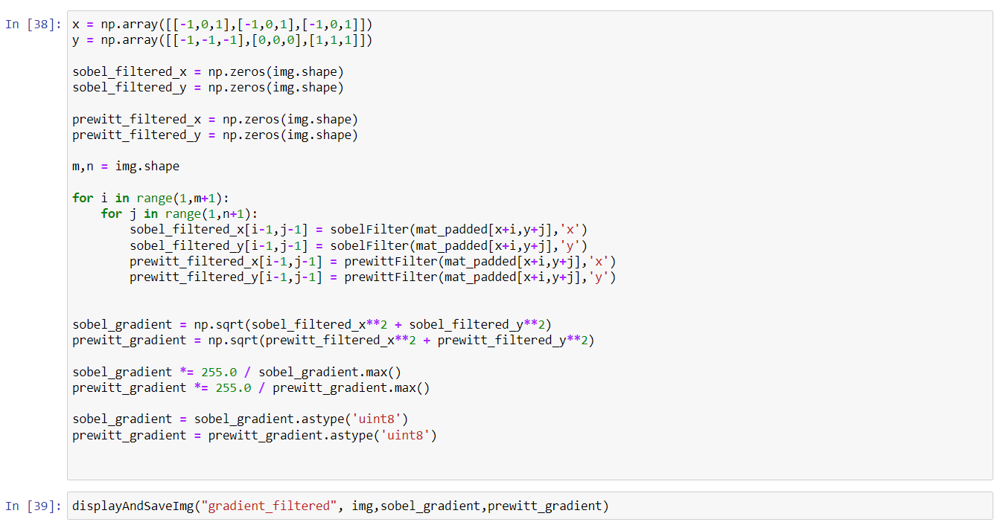 In [38]: x = np.array([[-1,0,1],[-1,0,1],[-1,0,1]])
y = np.array([[-1,-1,-1],[0,0,0],[1,1,1]])
sobel_filtered_x = np.zeros(img.shape)
sobel_filtered_y = np.zeros(img.shape)
prewitt_filtered_x = np.zeros(img.shape)
prewitt_filtered_y = np.zeros(img.shape)
m,n = img.shape
for i in range(1,m+1):
    for j in range(1,n+1):
        sobel_filtered_x[i-1,j-1] = sobelFilter(mat_padded[x+i,y+j],'x')
        sobel_filtered_y[i-1,j-1] = sobelFilter(mat_padded[x+i,y+j],'y')
        prewitt_filtered_x[i-1,j-1] = prewittFilter(mat_padded[x+i,y+j],'x')
        prewitt_filtered_y[i-1,j-1] = prewittFilter(mat_padded[x+i,y+j],'y')
sobel_gradient = np.sqrt(sobel_filtered_x**2 + sobel_filtered_y**2)
prewitt_gradient = np.sqrt(prewitt_filtered_x**2 + prewitt_filtered_y**2)
sobel_gradient *= 255.0 / sobel_gradient.max()
prewitt_gradient *= 255.0 / prewitt_gradient.max()
sobel_gradient = sobel_gradient.astype('uint8')
prewitt_gradient = prewitt_gradient.astype('uint8')
In [39]: displayAndSaveImg("gradient_filtered", img,sobel_gradient,prewitt_gradient)